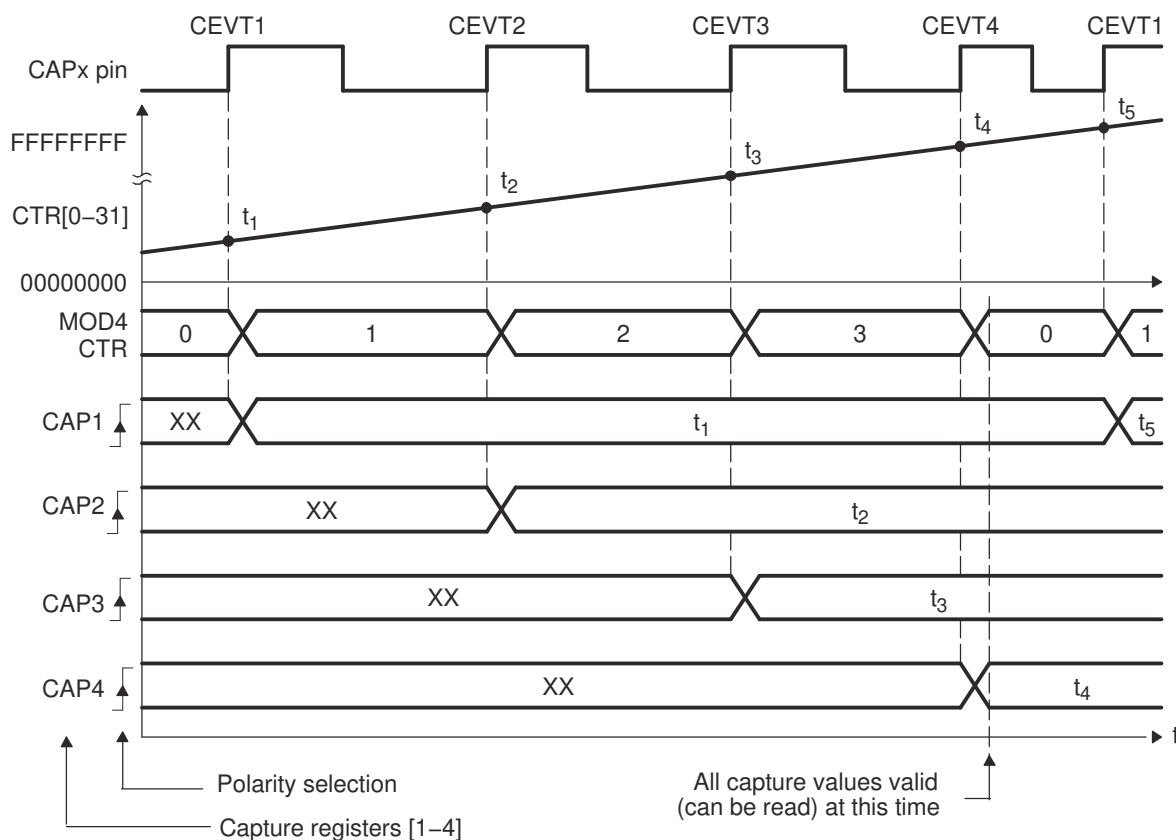 CEVT1 CEVT2 CEVT3 CEVT4 CEVT1
CAPx pin
t5
FFFFFFFF
t4
t3
t2
CTR[0–31]
t1
00000000
MOD4
CTR
0 1 2 3 0 1
CAP1 XX t1 t5
CAP2 XX t2
CAP3 XX t3
CAP4 XX t4
t
Polarity selection
All capture values valid
(can be read) at this time
Capture registers [1–4]